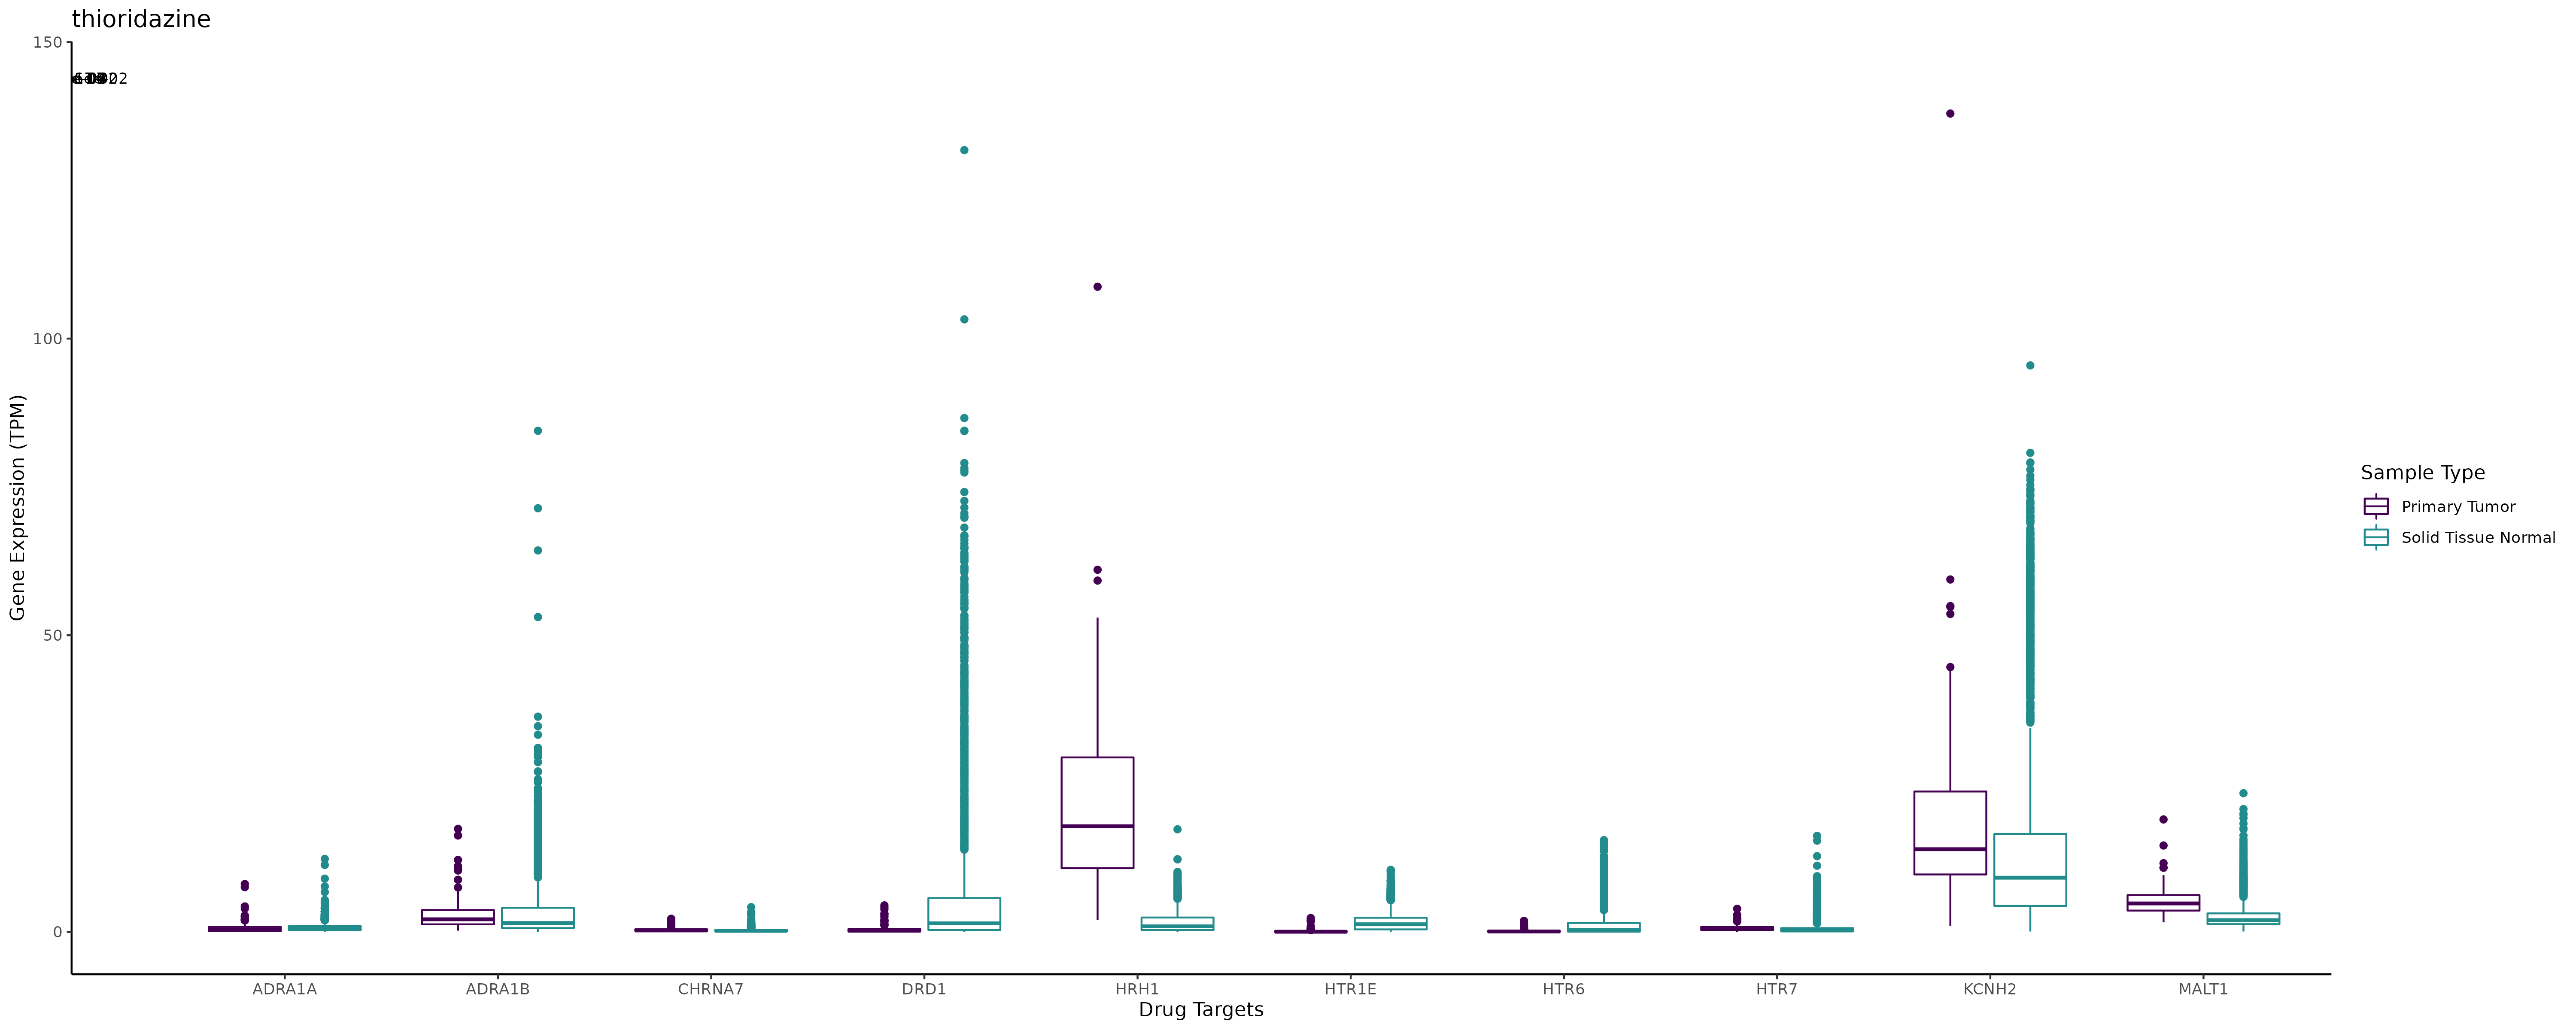 thioridazine
150
100
50
0
Gene Expression (TPM)
ADRA1A ADRA1B CHRNA7 DRD1 HRH1 HTR1E HTR6 HTR7 KCNH2 MALT1
Drug Targets
Sample Type
Primary Tumor
Solid Tissue Normal